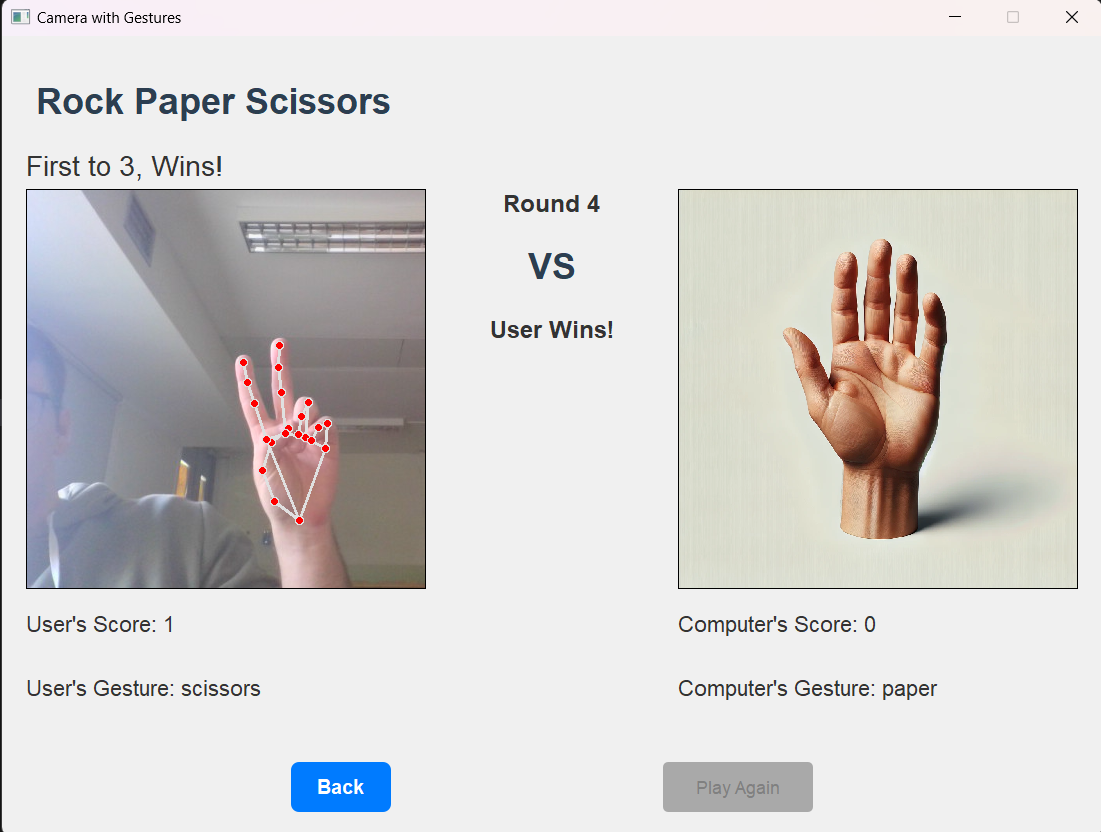 Camera with Gestures
Rock Paper Scissors
First to 3, Wins!
Round 4
VS
User Wins!
User's Score: 1
Computer's Score: 0
User's Gesture: scissors
Computer's Gesture: paper
Back
Play Again